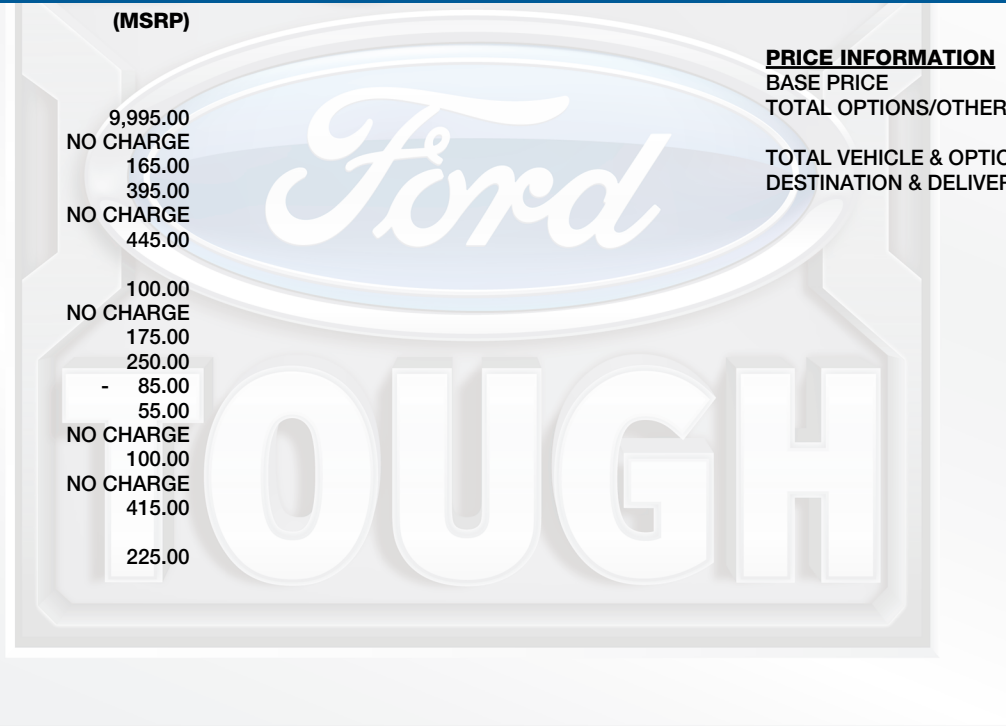 (MSRP)
9,995.00
NO CHARGE
165.00
395.00
NO CHARGE
445.00
100.00
NO CHARGE
175.00
250.00
- 85.00
55.00
NO CHARGE
100.00
NO CHARGE
415.00
225.00
PRICE INFORMATION
BASE PRICE
TOTAL OPTIONS/OTHER
TOTAL VEHICLE & OPTIO
DESTINATION & DELIVER
Ford
TOUGH